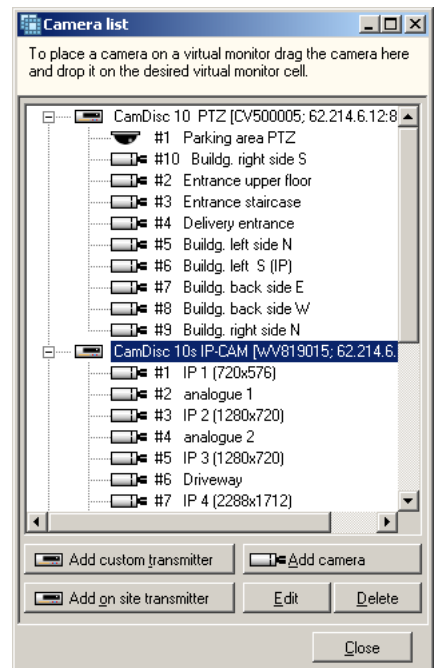 Camera list
To place a camera on a virtual monitor drag the camera here
and drop it on the desired virtual monitor cell.
CamDisc 10 PTZ [CV500005; 62.214.6.12:8
#1 Parking area PTZ
#10 Buildg. right side S
#2 Entrance upper floor
#3 Entrance staircase
#4 Delivery entrance
#5 Buildg. left side N
#6 Buildg. left S (IP)
#7 Buildg. back side E
#8 Buildg. back side W
#9 Buildg. right side N
CamDisc 10s IP-CAM [WV819015; 62.214.6.
#1 IP 1 (720x576)
#2 analogue 1
#3 IP 2 (1280x720)
#4 analogue 2
#5 IP 3 (1280x720)
#6 Driveway
#7 IP 4 (2288x1712)
Add custom transmitter Add camera
Add on site transmitter Edit Delete
Close